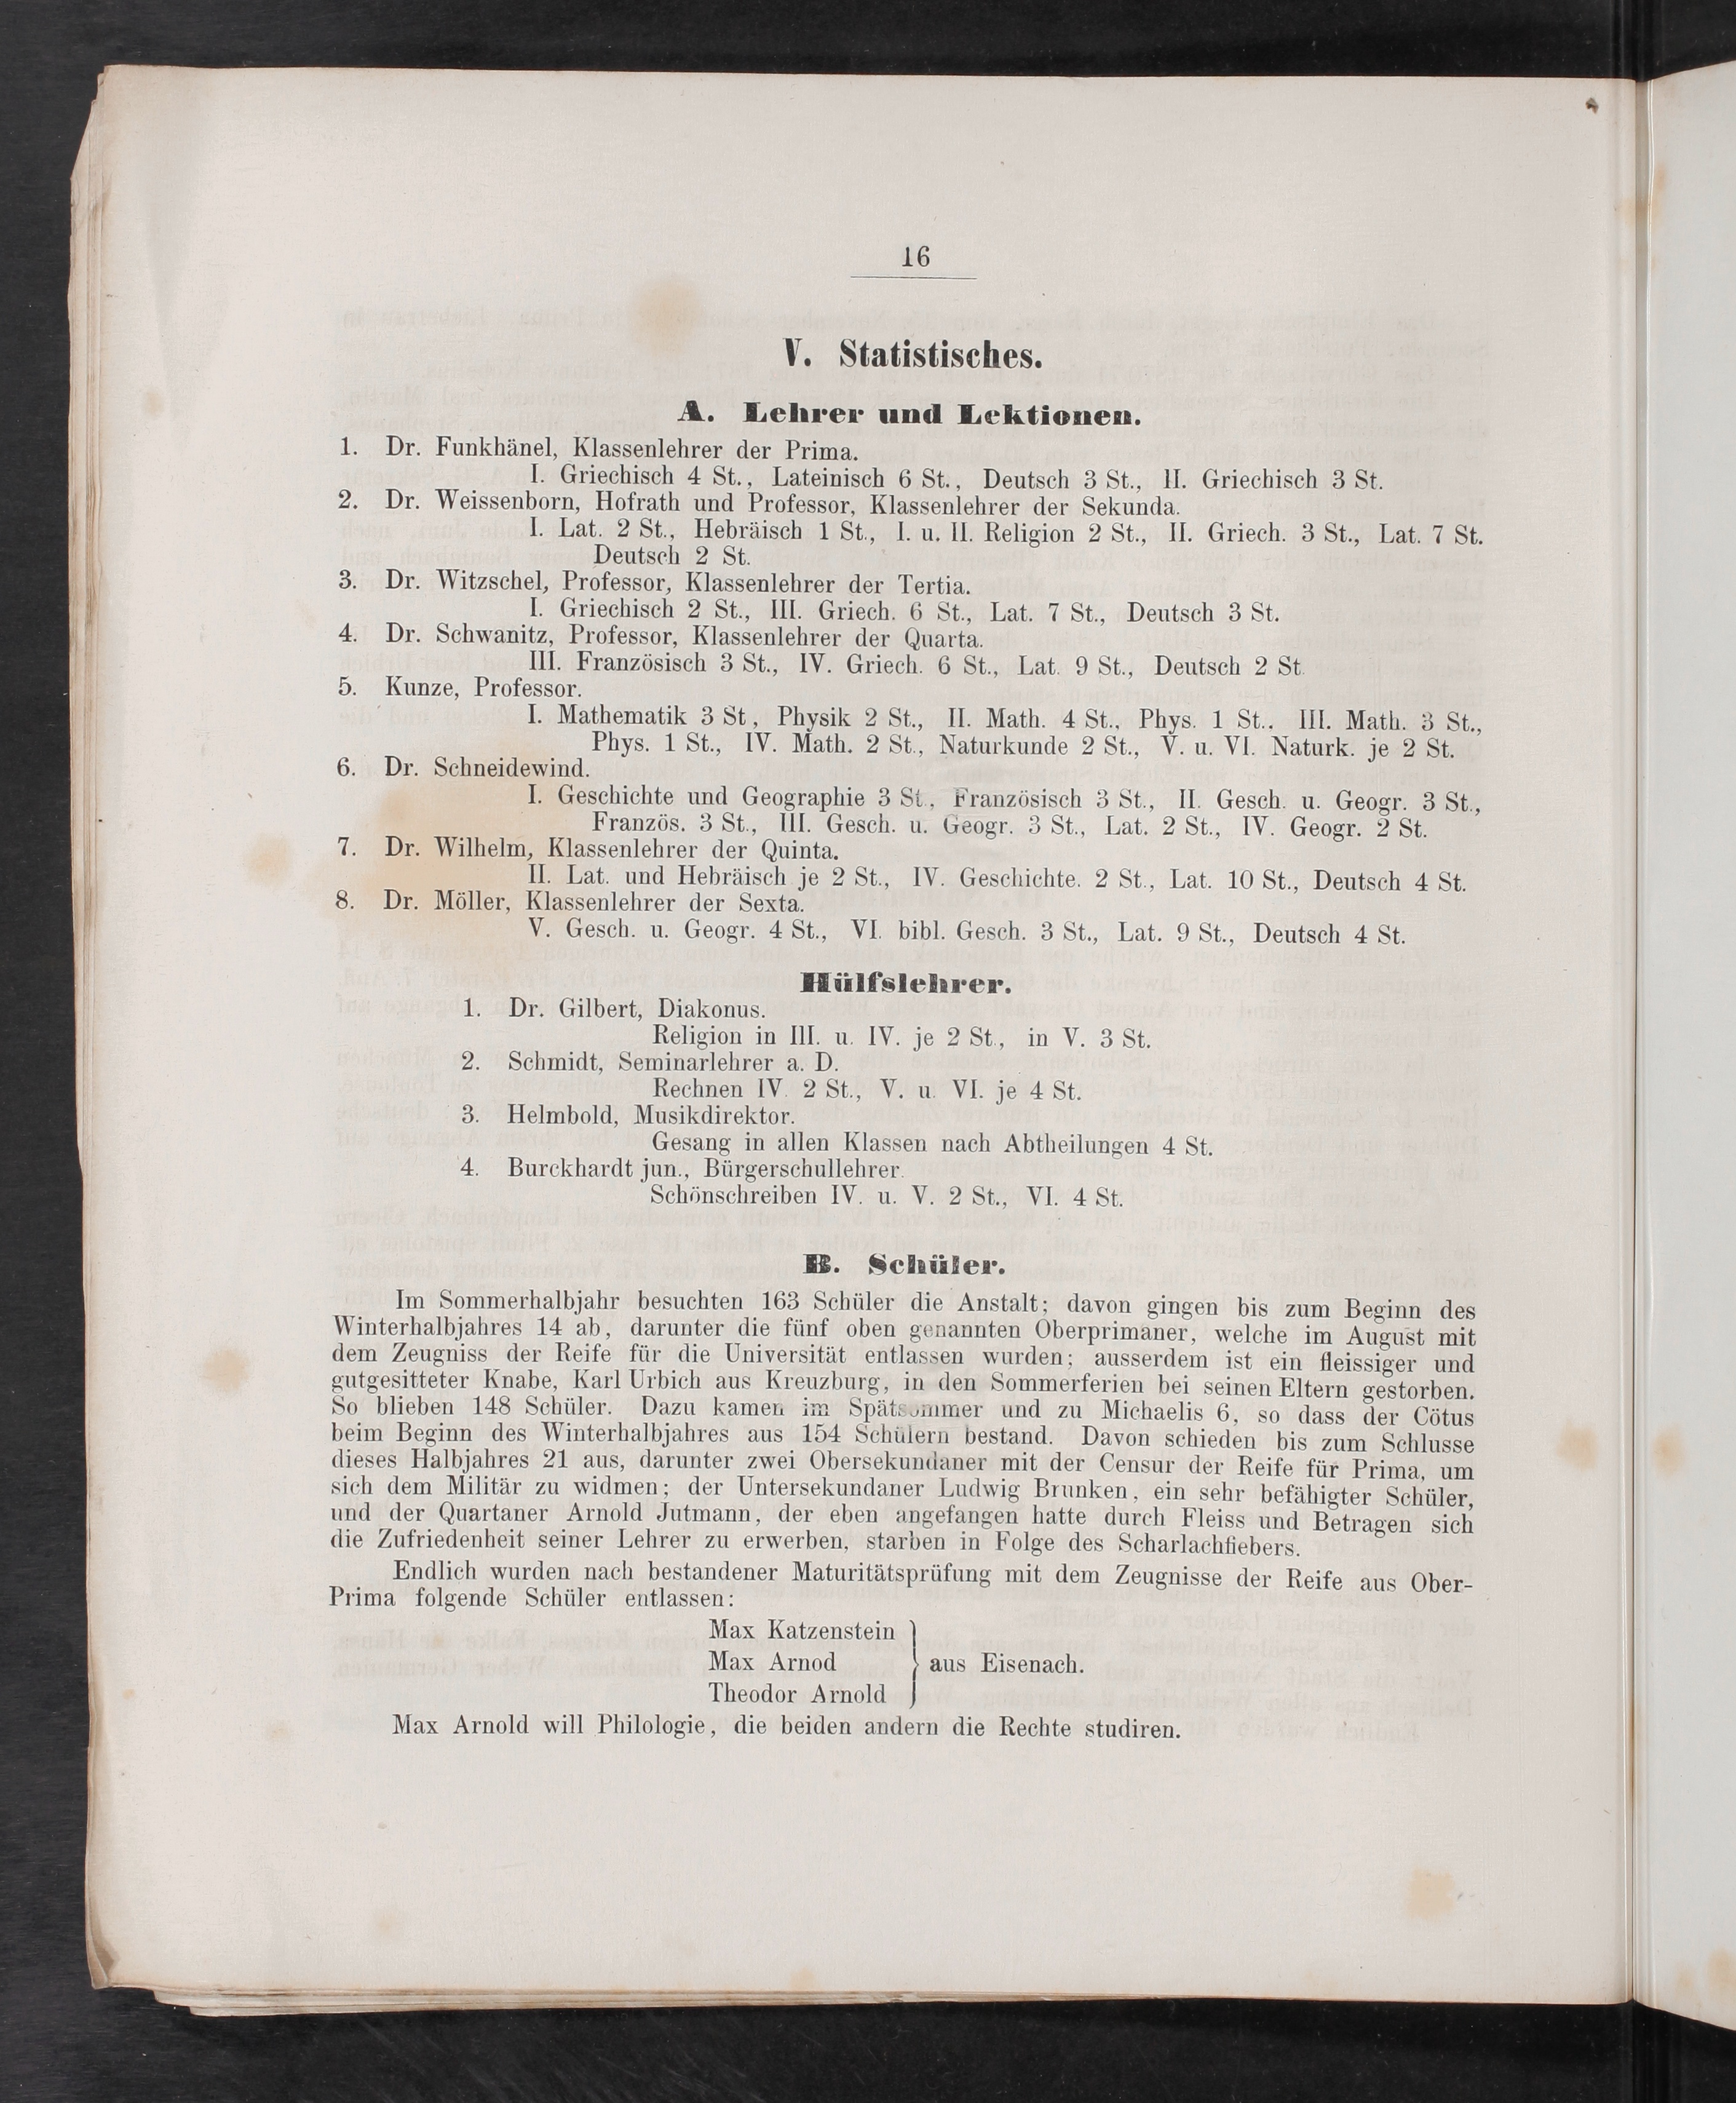 16
V. Statistisches.
A. Lehrer und Lektionen.
1. Dr. Funkhänel, Klassenlehrer der Prima.
I. Griechisch 4 St., Lateinisch 6 St., Deutsch 3 St., II. Griechisch 3 St.
2. Dr. Weissenborn, Hofrath und Professor, Klassenlehrer der Sekunda.
I. Lat. 2 St., Hebräisch 1 St., I. u. II. Religion 2 St., II. Griech. 3 St., Lat. 7 St.
Deutsch 2 St.
3. Dr. Witzschel, Professor, Klassenlehrer der Tertia.
I. Griechisch 2 St., III. Griech. 6 St., Lat. 7 St., Deutsch 3 St.
4. Dr. Schwanitz, Professor, Klassenlehrer der Quarta.
III. Französisch 3 St., IV. Griech. 6 St., Lat. 9 St., Deutsch 2 St.
5. Kunze, Professor.
I. Mathematik 3 St, Physik 2 St., II. Math. 4 St., Phys. 1 St.. III. Math. 3 St.,
Phys. 1 St., IV. Math. 2 St., Naturkunde 2 St., V. u. VI. Naturk. je 2 St.
6. Dr. Schneidewind.
I. Geschichte und Geographie 3 St., Französisch 3 St., II. Gesch. u. Geogr. 3 St.,
Französ. 3 St., III. Gesch. u. Geogr. 3 St., Lat. 2 St., IV. Geogr. 2 St.
7. Dr. Wilhelm, Klassenlehrer der Quinta.
II. Lat. und Hebräisch je 2 St., IV. Geschichte. 2 St., Lat. 10 St., Deutsch 4 St.
8. Dr. Möller, Klassenlehrer der Sexta.
V. Gesch. u. Geogr. 4 St., VI. bibl. Gesch. 3 St., Lat. 9 St., Deutsch 4 St.
Hülfslehrer.
1. Dr. Gilbert, Diakonus.
Religion in III. u. IV. je 2 St., in V. 3 St.
2. Schmidt, Seminarlehrer a. D.
Rechnen IV. 2 St., V. u. VI. je 4 St.
3. Helmbold, Musikdirektor.
Gesang in allen Klassen nach Abtheilungen 4 St.
4. Burckhardt jun., Bürgerschullehrer.
Schönschreiben IV. u. V. 2 St., VI. 4 St.
B. Schüler.
Im Sommerhalbjahr besuchten 163 Schüler die Anstalt; davon gingen bis zum Beginn des
Winterhalbjahres 14 ab, darunter die fünf oben genannten Oberprimaner, welche im August mit
dem Zeugniss der Reife für die Universität entlassen wurden; ausserdem ist ein fleissiger und
gutgesitteter Knabe, Karl Urbich aus Kreuzburg, in den Sommerferien bei seinen Eltern gestorben.
So blieben 148 Schüler. Dazu kamen im Spätsommer und zu Michaelis 6, so dass der Cötus
beim Beginn des Winterhalbjahres aus 154 Schülern bestand. Davon schieden bis zum Schlusse
dieses Halbjahres 21 aus, darunter zwei Obersekundaner mit der Censur der Reife für Prima, um
sich dem Militär zu widmen; der Untersekundaner Ludwig Brunken, ein sehr befähigter Schüler,
und der Quartaner Arnold Jutmann, der eben angefangen hatte durch Fleiss und Betragen sich
die Zufriedenheit seiner Lehrer zu erwerben, starben in Folge des Scharlachfiebers.
Endlich wurden nach bestandener Maturitätsprüfung mit dem Zeugnisse der Reife aus Ober-
Prima folgende Schüler entlassen:
Max Katzenstein
Max Arnod
Theodor Arnold
} aus Eisenach.
Max Arnold will Philologie, die beiden andern die Rechte studiren.